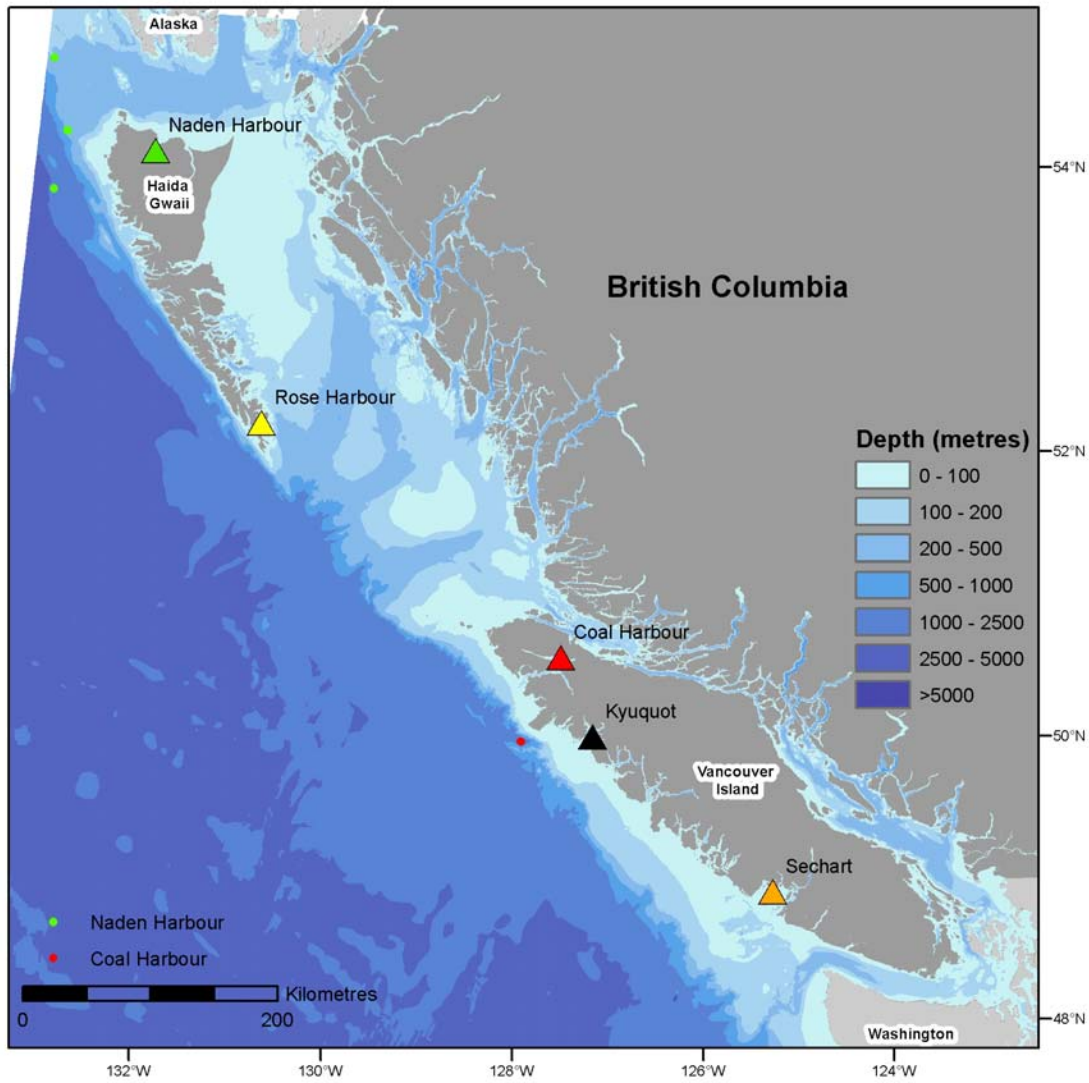 Alaska
Naden Harbour
Haida
Gwaii
54°N
British Columbia
Rose Harbour
52°N
Depth (metres)
0 - 100
100 - 200
200 - 500
500 - 1000
1000 - 2500
2500 - 5000
>5000
Coal Harbour
Kyuquot
50°N
Vancouver
Island
Sechart
Naden Harbour
Coal Harbour
Kilometres
0 200
48°N
Washington
132°W 130°W 128°W 126°W 124°W